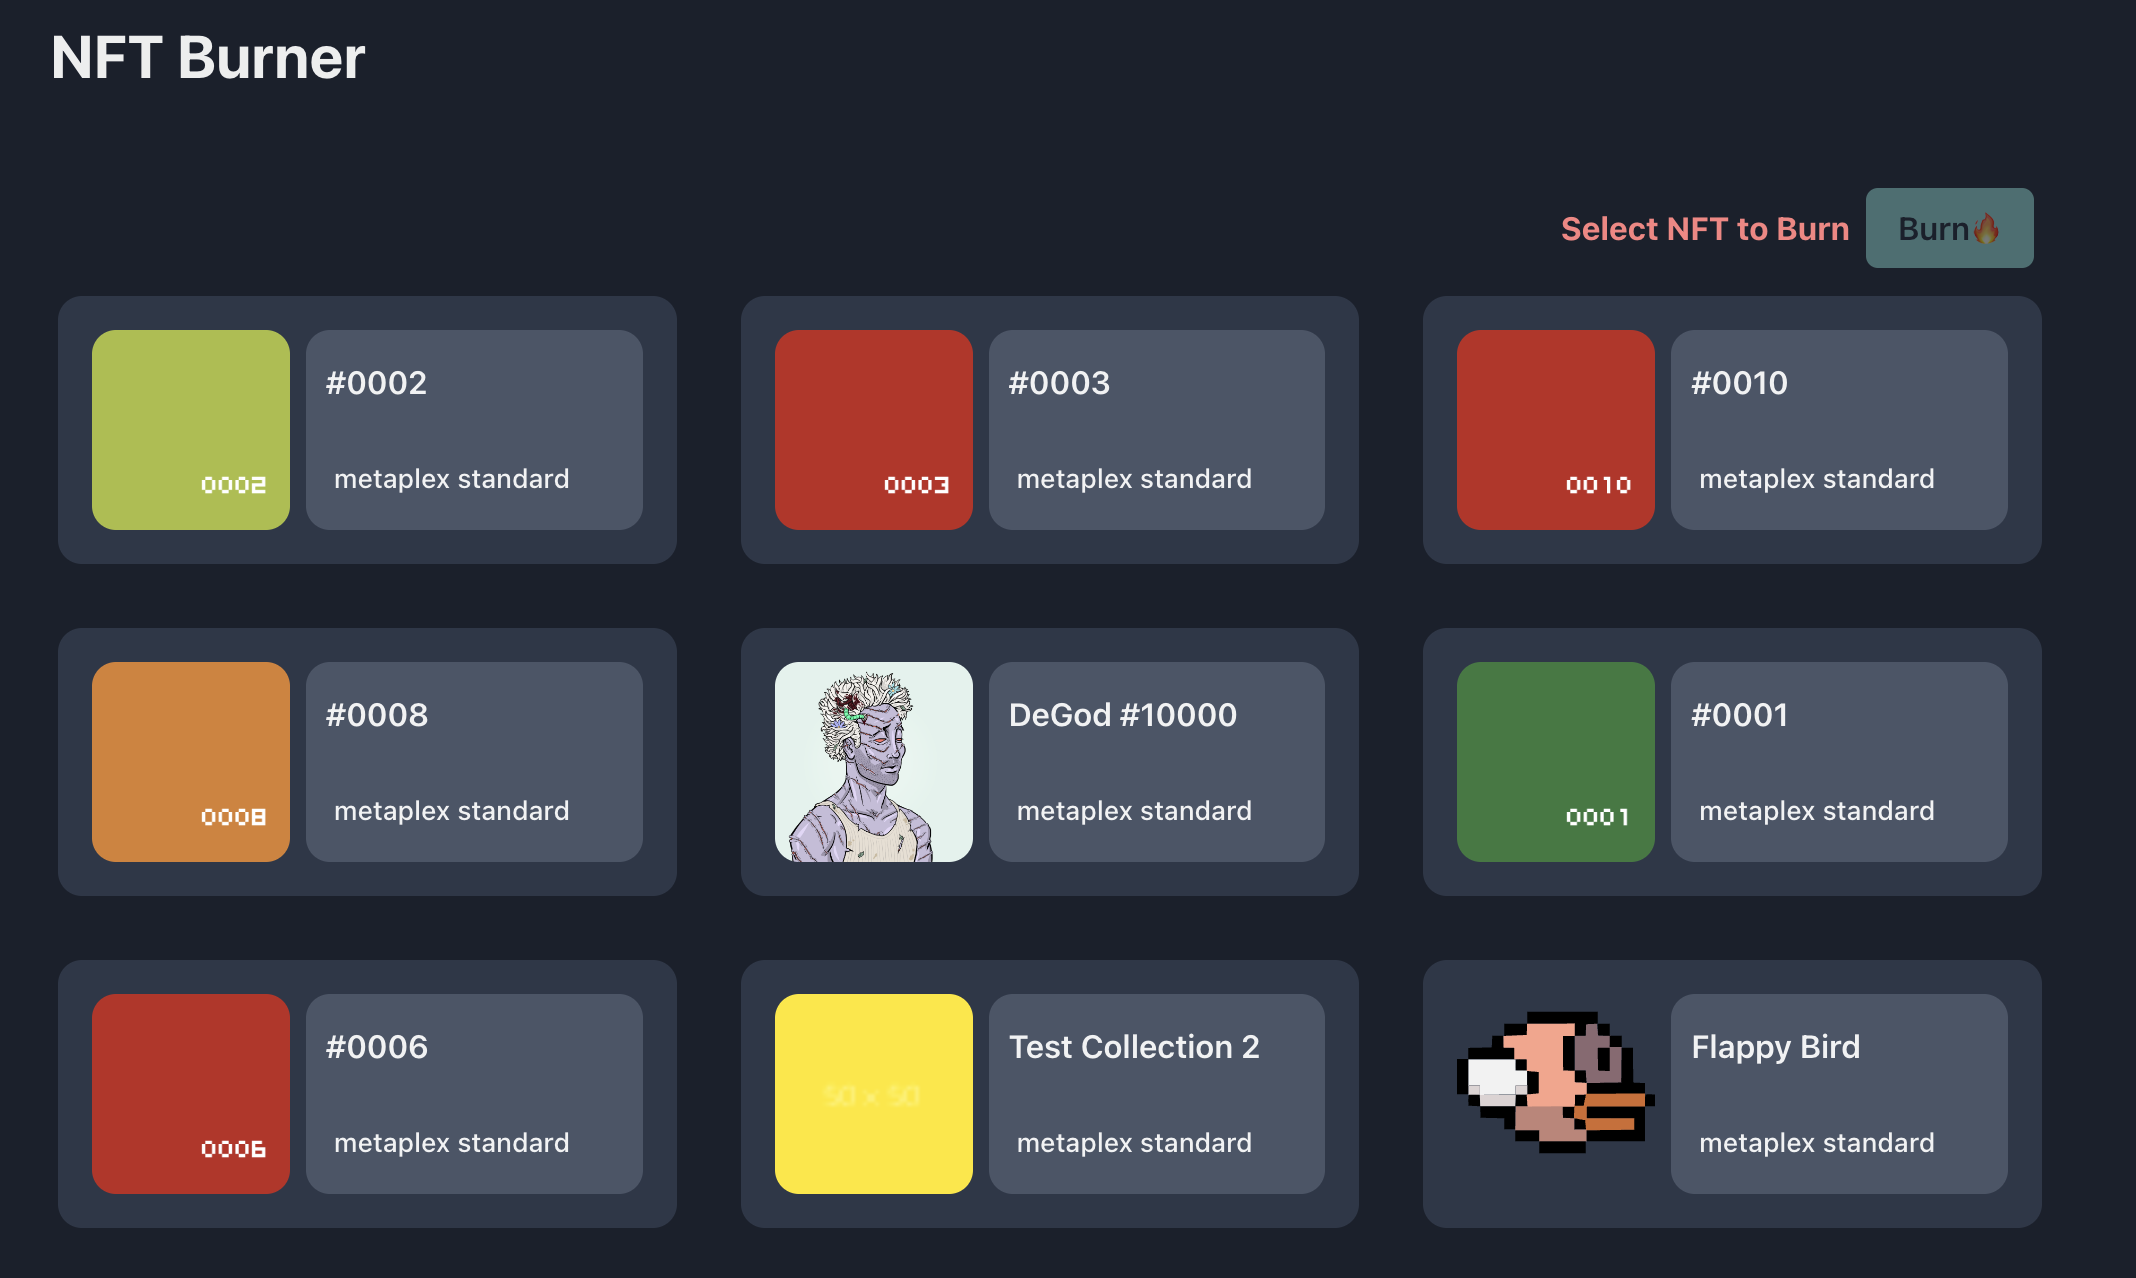 NFT Burner
Select NFT to Burn
Burn🔥
#0002
metaplex standard
0002
#0003
metaplex standard
0003
#0010
metaplex standard
0010
#0008
metaplex standard
0008
DeGod #10000
metaplex standard
#0001
metaplex standard
0001
#0006
metaplex standard
0006
Test Collection 2
50 x 50
metaplex standard
Flappy Bird
metaplex standard